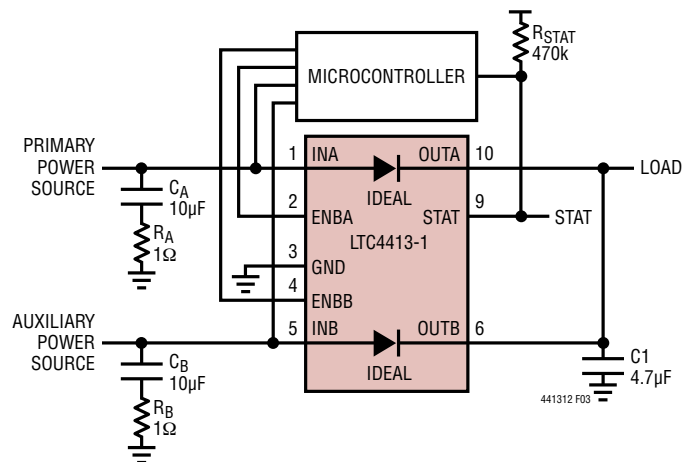 R_STAT
470k
MICROCONTROLLER
PRIMARY
POWER
SOURCE
1
INA
OUTA
10
LOAD
IDEAL
C_A
10µF
2
ENBA
STAT
9
STAT
R_A
1Ω
LTC4413-1
3
GND
4
ENBB
AUXILIARY
POWER
SOURCE
5
INB
OUTB
6
IDEAL
C_B
10µF
R_B
1Ω
C1
4.7µF
441312 F03